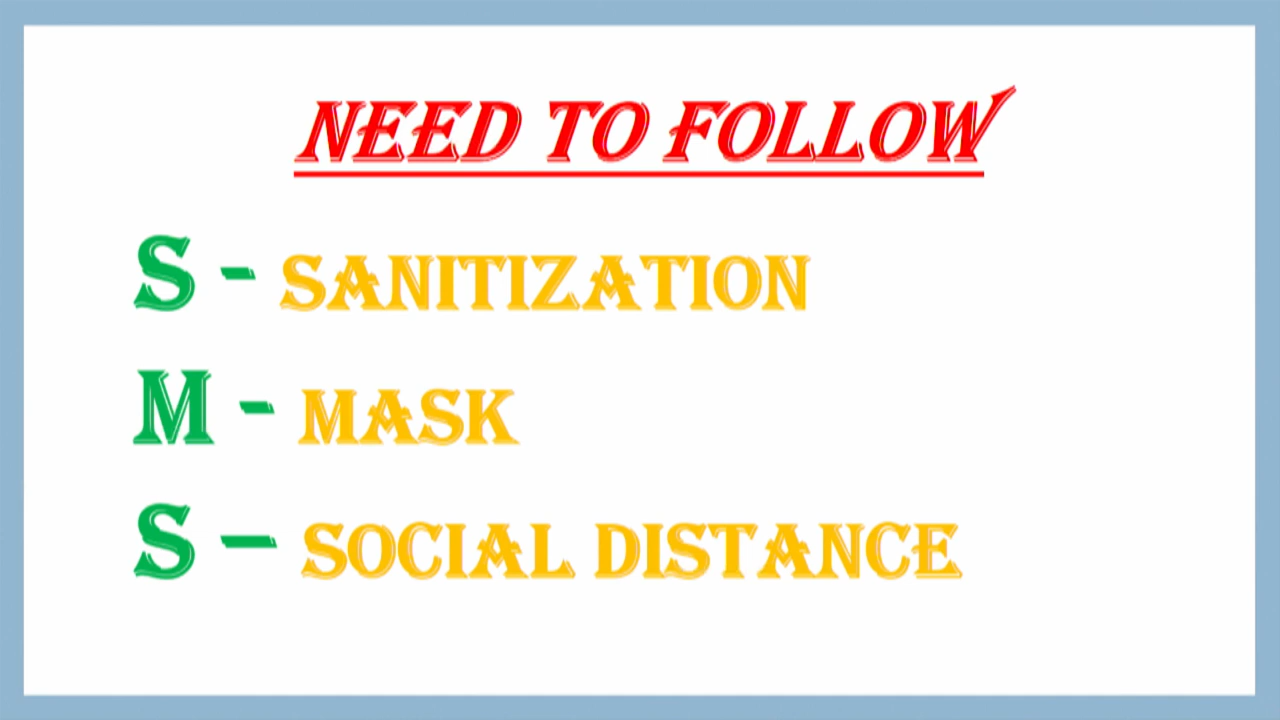 NEED TO FOLLOW
S - SANITIZATION
M - MASK
S – SOCIAL DISTANCE